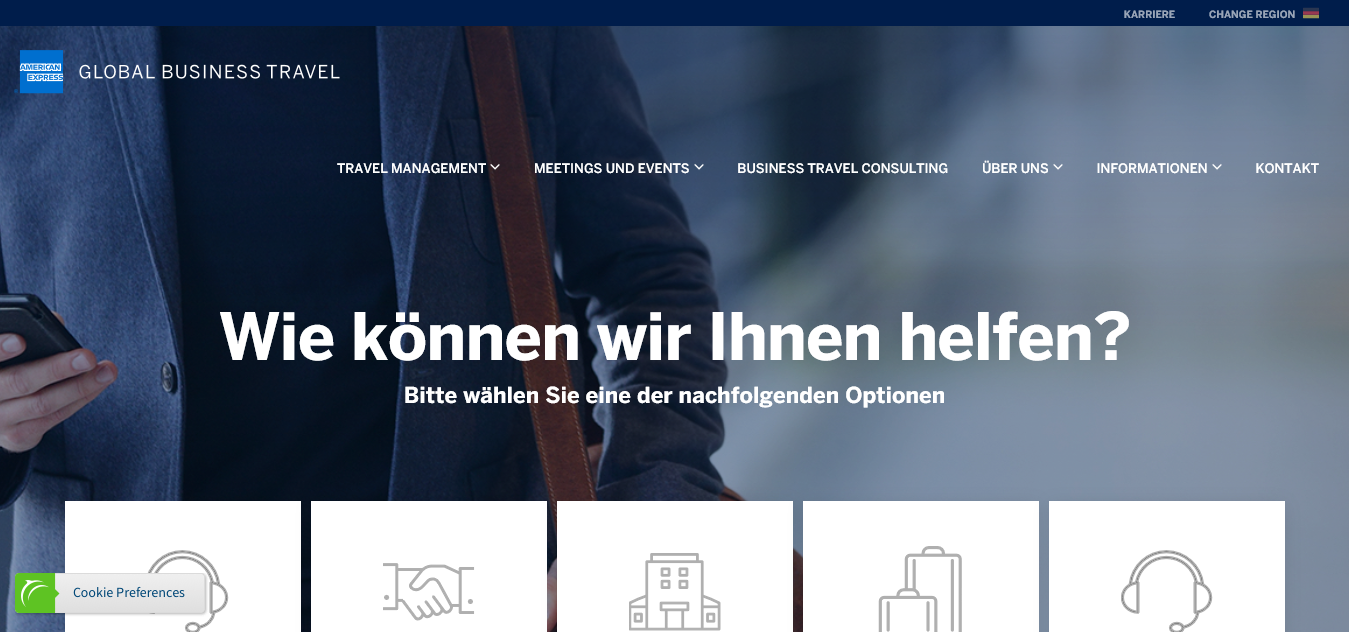 KARRIERE CHANGE REGION
AMERICAN
EXPRESS
GLOBAL BUSINESS TRAVEL
TRAVEL MANAGEMENT MEETINGS UND EVENTS BUSINESS TRAVEL CONSULTING ÜBER UNS INFORMATIONEN KONTAKT
Wie können wir Ihnen helfen?
Bitte wählen Sie eine der nachfolgenden Optionen
Cookie Preferences